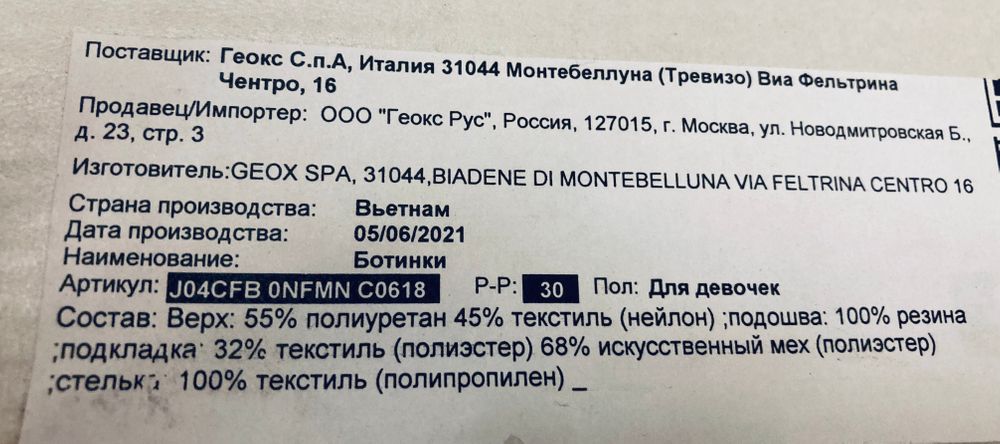 Поставщик: Геокс С.п.А, Италия 31044 Монтебеллуна (Тревизо) Виа Фельтрина
Чентро, 16
Продавец/Импортер: ООО "Геокс Рус", Россия, 127015, г. Москва, ул. Новодмитровская Б.,
д. 23, стр. 3
Изготовитель:GEOX SPA, 31044,BIADENE DI MONTEBELLUNA VIA FELTRINA CENTRO 16
Страна производства: Вьетнам
Дата производства: 05/06/2021
Наименование: Ботинки
Артикул: J04CFB 0NFMN C0618 Р-Р: 30 Пол: Для девочек
Состав: Верх: 55% полиуретан 45% текстиль (нейлон) ;подошва: 100% резина
;подкладка: 32% текстиль (полиэстер) 68% искусственный мех (полиэстер)
;стелька: 100% текстиль (полипропилен) _